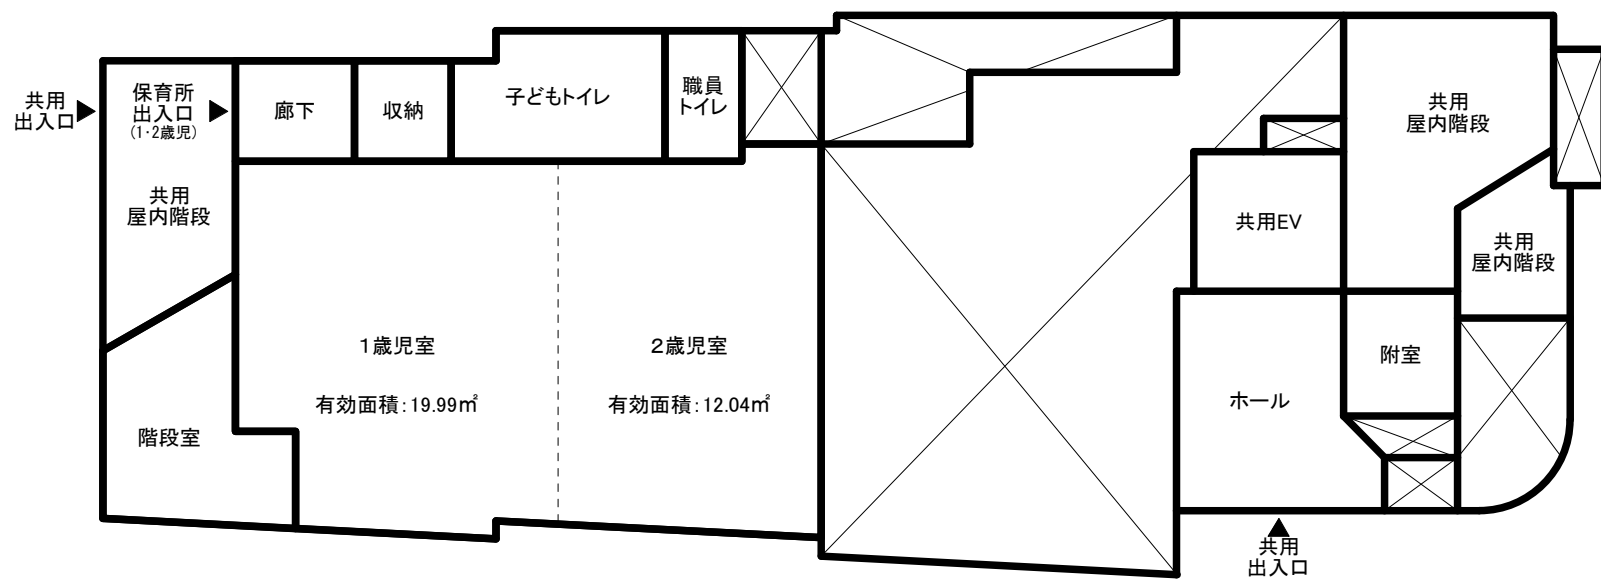 共用
出入口
保育所
出入口
(1・2歳児)
廊下
収納
子どもトイレ
職員
トイレ
共用
屋内階段
共用
屋内階段
共用EV
共用
屋内階段
1歳児室
有効面積：19.99㎡
2歳児室
有効面積：12.04㎡
附室
ホール
階段室
共用
出入口